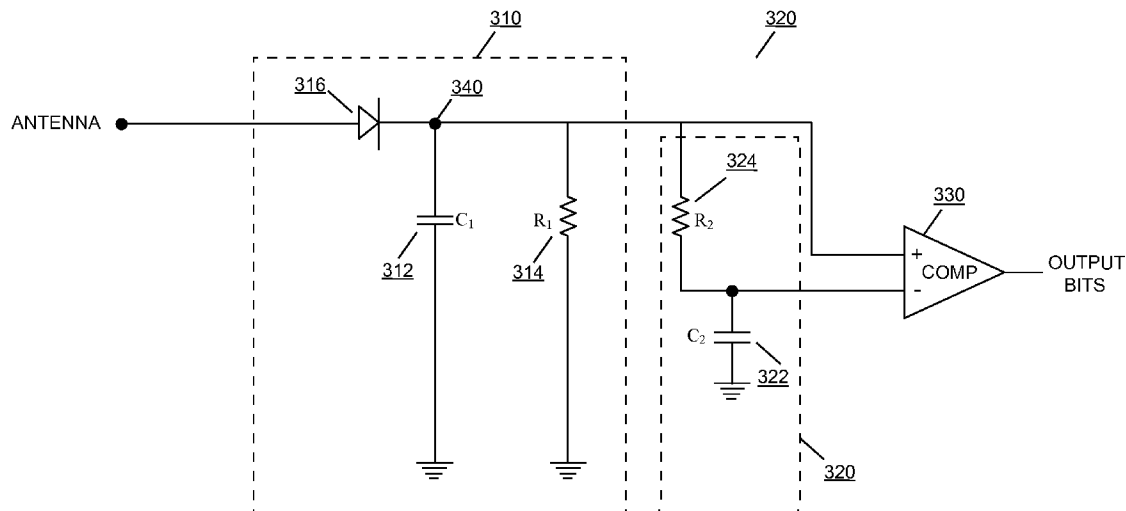 310
320
316
340
ANTENNA
324
330
C1
R1
R2
+
COMP
-
OUTPUT
BITS
312
314
C2
322
320